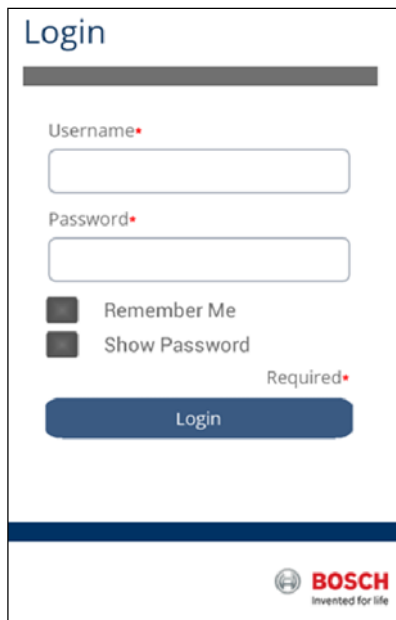 Login
Username*
Password*
Remember Me
Show Password
Required*
Login
BOSCH
Invented for life